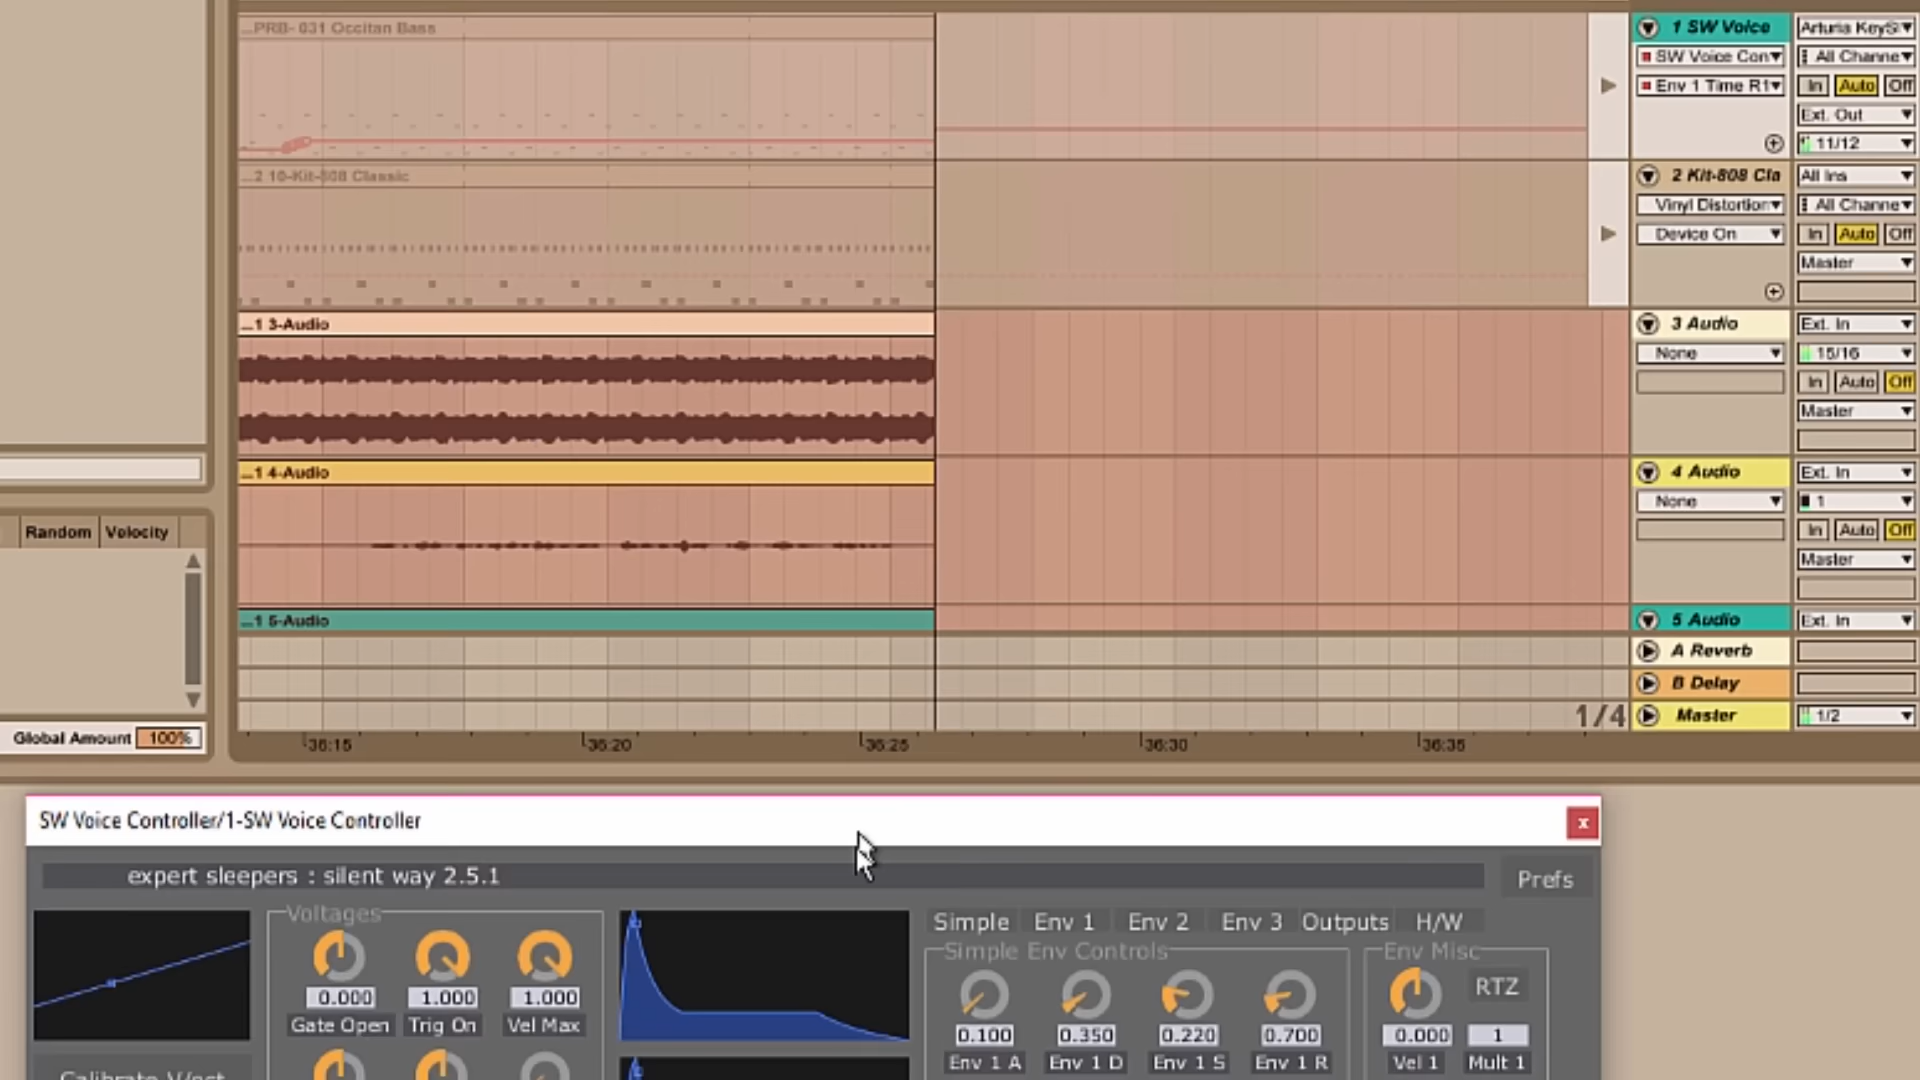 ...PRB- 031 Occitan Bass
1 SW Voice
Arturia KeyS
SW Voice Con
All Channe
Env 1 Time R1
In Auto Off
Ext. Out
11/12
...2 10-Kit-808 Classic
2 Kit-808 Cla
All Ins
Vinyl Distortion
All Channe
Device On
In Auto Off
Master
...1 3-Audio
3 Audio
Ext. In
None
15/16
In Auto Off
Master
...1 4-Audio
4 Audio
Ext. In
None
1
In Auto Off
Random Velocity
Master
...1 5-Audio
5 Audio
Ext. In
A Reverb
B Delay
1/4
Master
1/2
Global Amount 100%
36:15 36:20 36:25 36:30 36:35
SW Voice Controller/1-SW Voice Controller
x
expert sleepers : silent way 2.5.1
Prefs
Voltages
Simple Env 1 Env 2 Env 3 Outputs H/W
Simple Env Controls
Env Misc
RTZ
0.000 1.000 1.000
Gate Open Trig On Vel Max
0.100 0.350 0.220 0.700 0.000 1
Env 1 A Env 1 D Env 1 S Env 1 R Vel 1 Mult 1